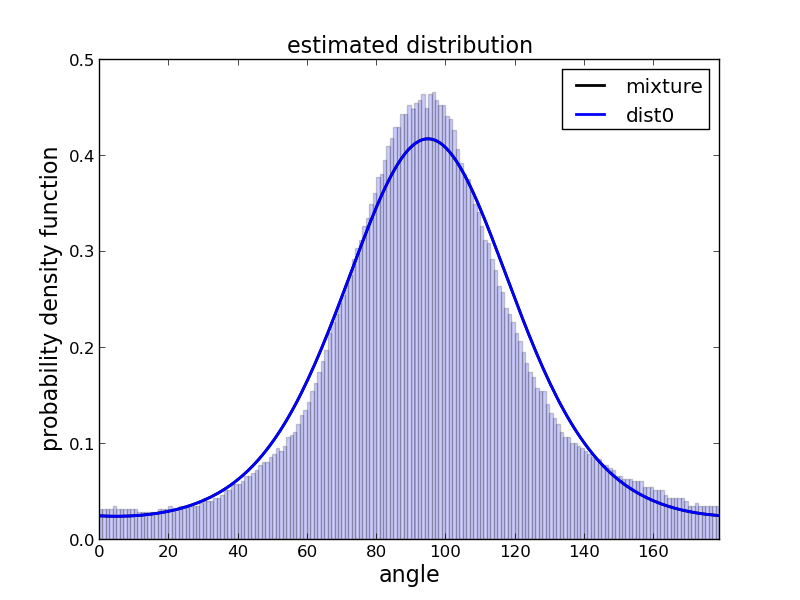 estimated distribution
mixture
dist0
probability density function
0.5
0.4
0.3
0.2
0.1
0.0
0 20 40 60 80 100 120 140 160
angle